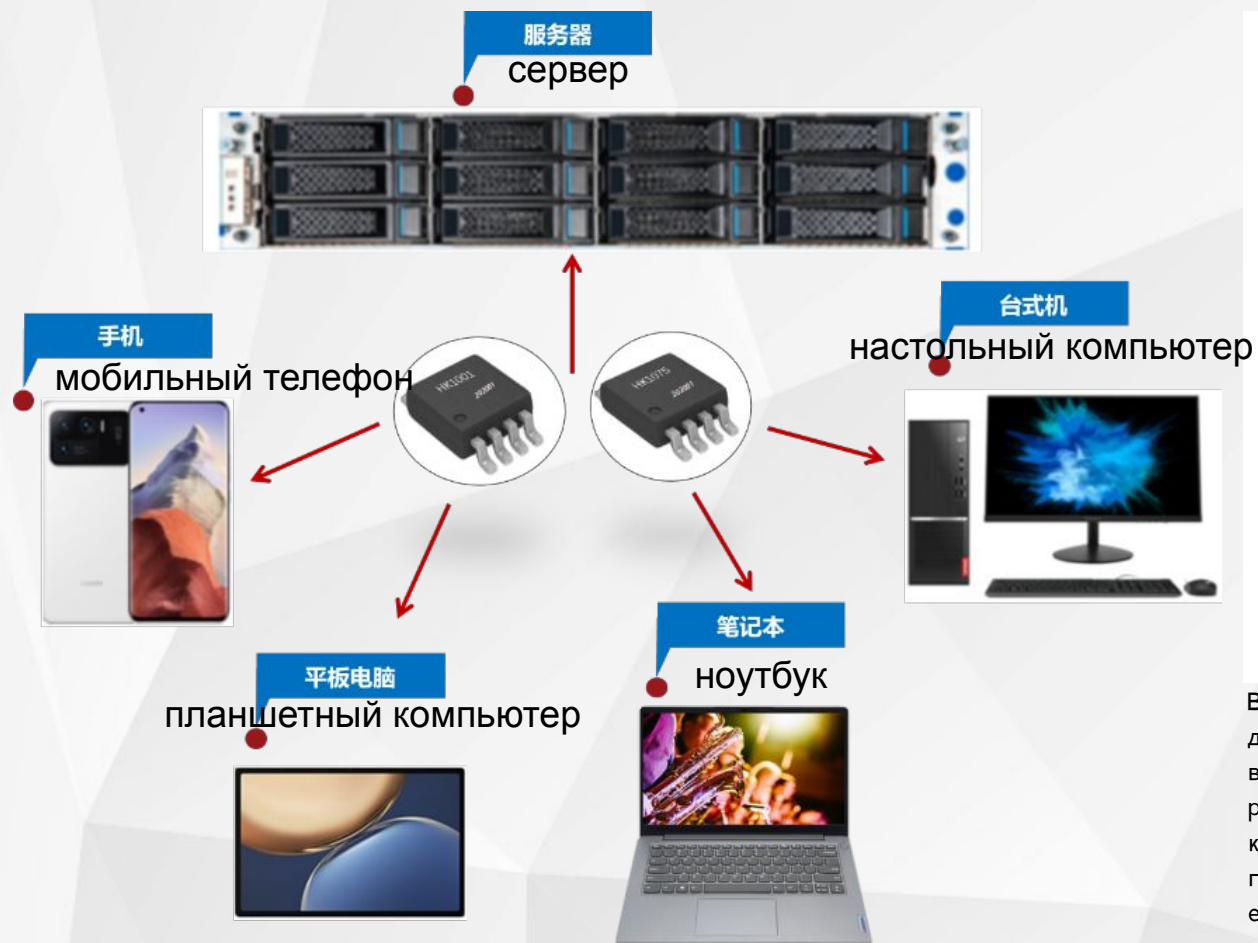 服务器
сервер
台式机
настольный компьютер
手机
мобильный телефон
HK1001
HK1075
笔记本
ноутбук
平板电脑
планшетный компьютер